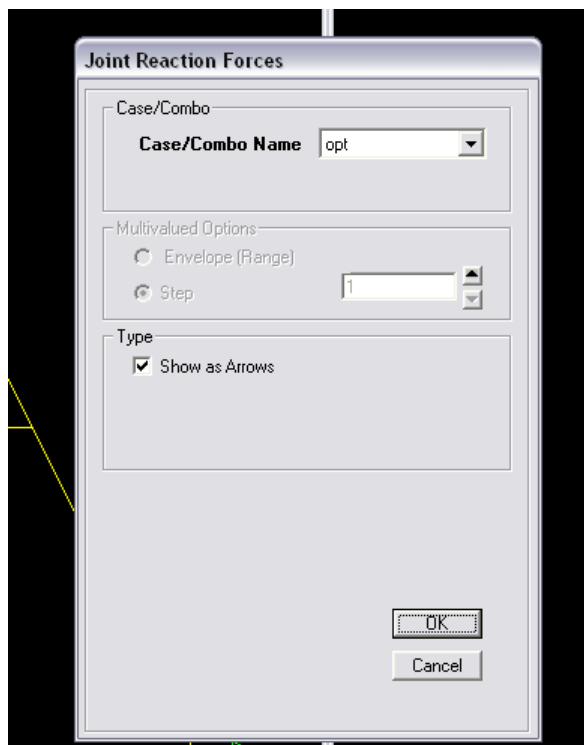 Joint Reaction Forces
Case/Combo
Case/Combo Name opt
Multivalued Options
Envelope (Range)
Step 1
Type
Show as Arrows
OK
Cancel